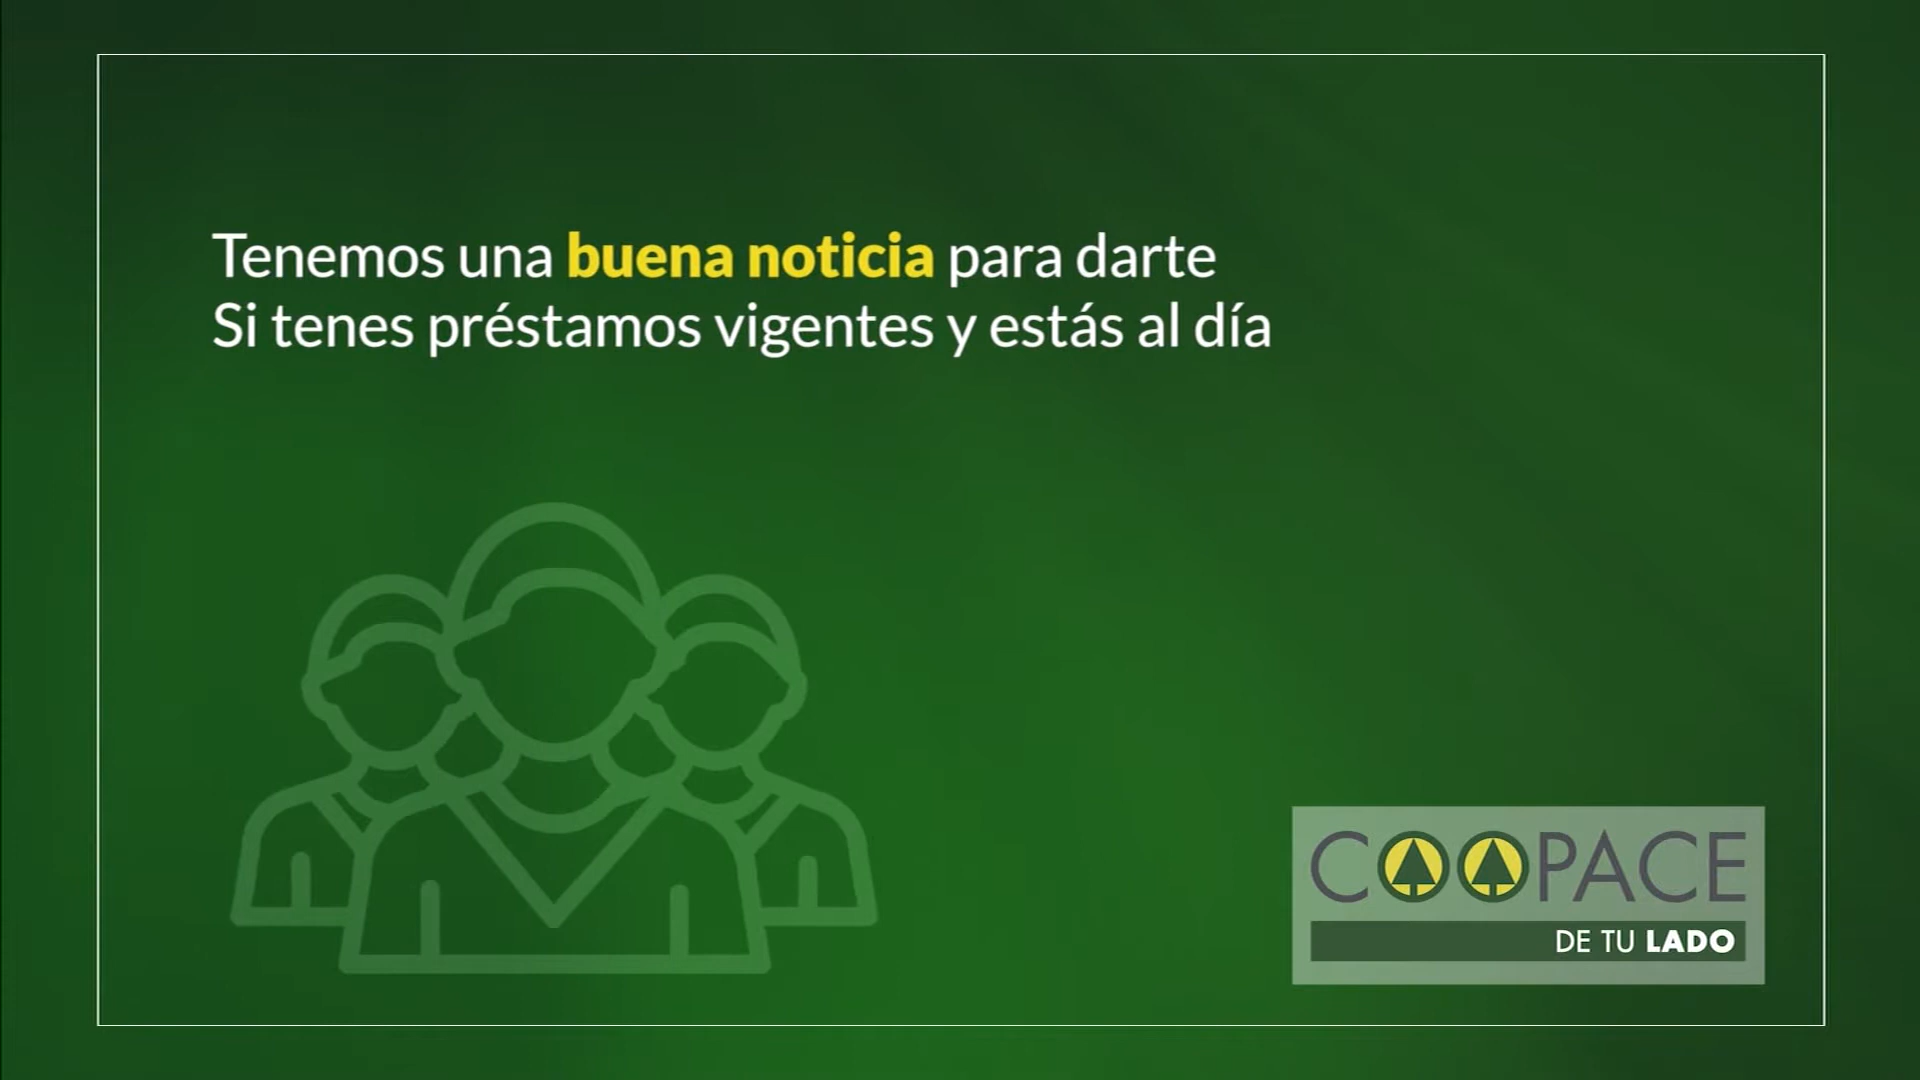 Tenemos una buena noticia para darte
Si tenes préstamos vigentes y estás al día
COOPACE
DE TU LADO